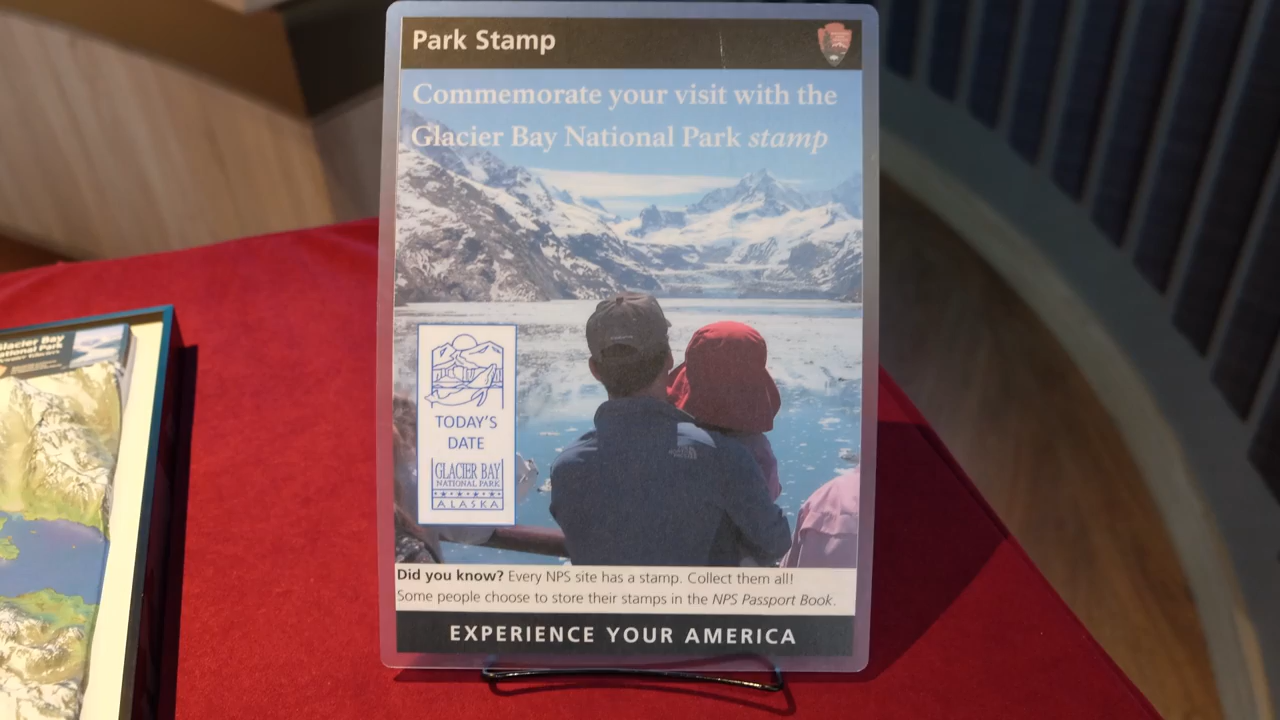 Park Stamp
Commemorate your visit with the
Glacier Bay National Park stamp
TODAY'S
DATE
GLACIER BAY
NATIONAL PARK
ALASKA
Did you know? Every NPS site has a stamp. Collect them all!
Some people choose to store their stamps in the NPS Passport Book.
EXPERIENCE YOUR AMERICA
Glacier Bay
National Park